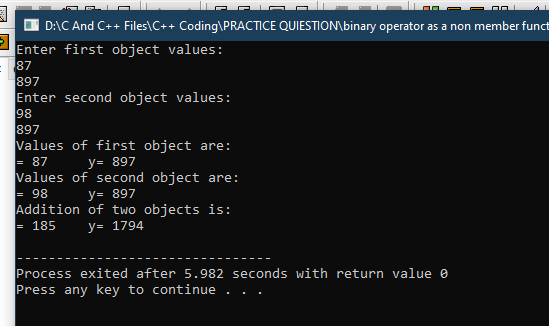 D:\C And C++ Files\C++ Coding\PRACTICE QUIESTION\binary operator as a non member funct
Enter first object values:
87
897
Enter second object values:
98
897
Values of first object are:
= 87    y= 897
Values of second object are:
= 98    y= 897
Addition of two objects is:
= 185    y= 1794
--------------------------------
Process exited after 5.982 seconds with return value 0
Press any key to continue . . .